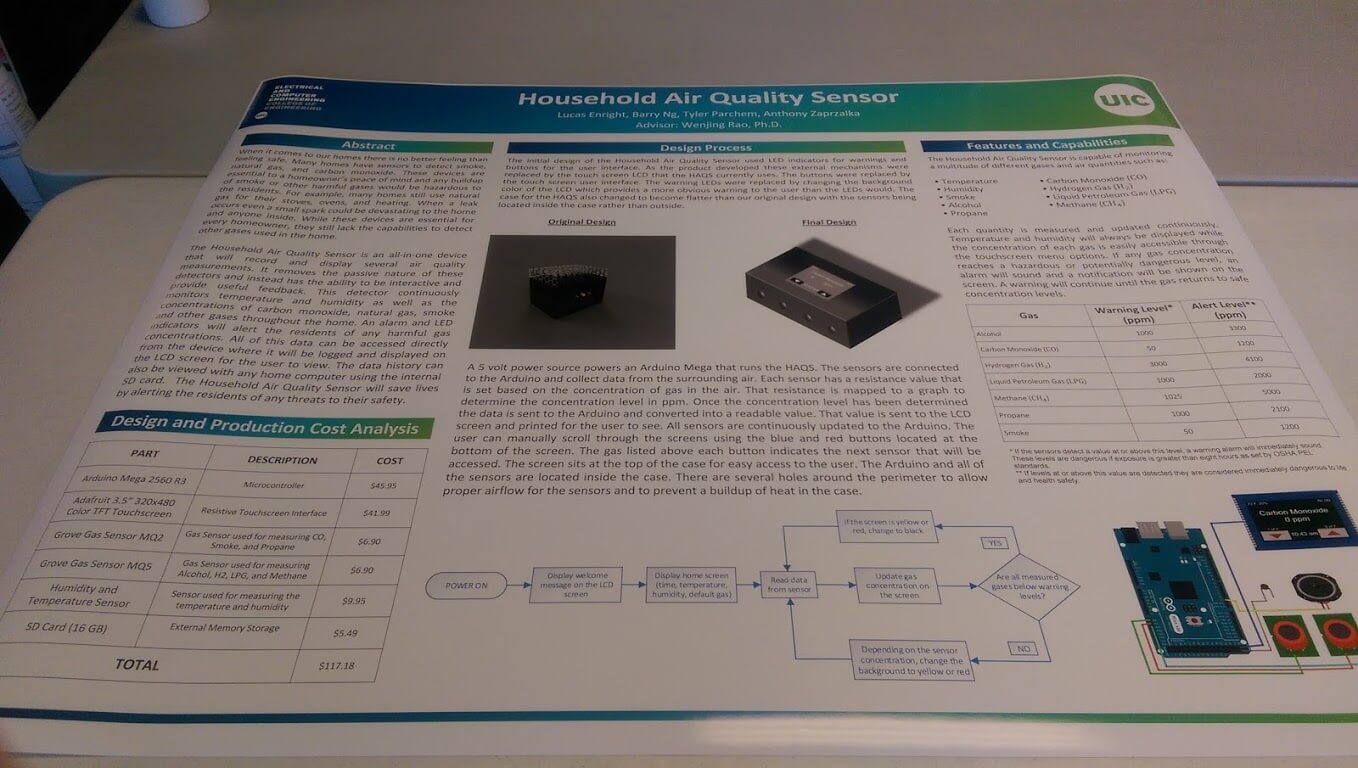 ELECTRICAL
AND
COMPUTER
ENGINEERING
COLLEGE OF
ENGINEERING
Household Air Quality Sensor
Lucas Enright, Barry Ng, Tyler Parchem, Anthony Zaprzalka
Advisor: Wenjing Rao, Ph.D.
UIC
Abstract
When it comes to our homes there is no better feeling than
feeling safe. Many homes have sensors to detect smoke,
natural gas, and carbon monoxide. These devices are
essential to a homeowner's peace of mind and any buildup
of smoke or other harmful gases would be hazardous to
the residents. For example, many homes still use natural
gas for their stoves, ovens, and heating. When a leak
occurs even a small spark could be devastating to the home
and anyone inside. While these devices are essential for
every homeowner, they still lack the capabilities to detect
other gases used in the home.
The Household Air Quality Sensor is an all-in-one device
that will record and display several air quality
measurements. It removes the passive nature of these
detectors and instead has the ability to be interactive and
provide useful feedback. This detector continuously
monitors temperature and humidity as well as the
concentrations of carbon monoxide, natural gas, smoke
and other gases throughout the home. An alarm and LED
indicators will alert the residents of any harmful gas
concentrations. All of this data can be accessed directly
from the device where it will be logged and displayed on
the LCD screen for the user to view. The data history can
also be viewed with any home computer using the internal
SD card. The Household Air Quality Sensor will save lives
by alerting the residents of any threats to their safety.
Design and Production Cost Analysis
PART DESCRIPTION COST
Arduino Mega 2560 R3 Microcontroller $45.95
Adafruit 3.5" 320x480
Color TFT Touchscreen Resistive Touchscreen Interface $41.99
Grove Gas Sensor MQ2 Gas Sensor used for measuring CO,
Smoke, and Propane $6.90
Grove Gas Sensor MQ5 Gas Sensor used for measuring
Alcohol, H2, LPG, and Methane $6.90
Humidity and
Temperature Sensor Sensor used for measuring the
temperature and humidity $9.95
SD Card (16 GB) External Memory Storage $5.49
TOTAL $117.18
Design Process
The initial design of the Household Air Quality Sensor used LED indicators for warnings and
buttons for the user interface. As the product developed these external mechanisms were
replaced by the touch screen LCD that the HAQS currently uses. The buttons were replaced by
the touch screen user interface. The warning LEDs were replaced by changing the background
color of the LCD which provides a more obvious warning to the user than the LEDs would. The
case for the HAQS also changed to become flatter than our original design with the sensors being
located inside the case rather than outside.
Original Design
Final Design
A 5 volt power source powers an Arduino Mega that runs the HAQS. The sensors are connected
to the Arduino and collect data from the surrounding air. Each sensor has a resistance value that
is set based on the concentration of gas in the air. That resistance is mapped to a graph to
determine the concentration level in ppm. Once the concentration level has been determined
the data is sent to the Arduino and converted into a readable value. That value is sent to the LCD
screen and printed for the user to see. All sensors are continuously updated to the Arduino. The
user can manually scroll through the screens using the blue and red buttons located at the
bottom of the screen. The gas listed above each button indicates the next sensor that will be
accessed. The screen sits at the top of the case for easy access to the user. The Arduino and all of
the sensors are located inside the case. There are several holes around the perimeter to allow
proper airflow for the sensors and to prevent a buildup of heat in the case.
POWER ON
Display welcome
message on the LCD
screen
Display home screen
(time, temperature,
humidity, default gas)
Read data
from sensor
Update gas
concentration on
the screen
Are all measured
gases below warning
levels?
YES
If the screen is yellow or
red, change to black
NO
Depending on the sensor
concentration, change the
background to yellow or red
Features and Capabilities
The Household Air Quality Sensor is capable of monitoring
a multitude of different gases and air quantities such as:
• Temperature
• Humidity
• Smoke
• Alcohol
• Propane
• Carbon Monoxide (CO)
• Hydrogen Gas (H₂)
• Liquid Petroleum Gas (LPG)
• Methane (CH₄)
Each quantity is measured and updated continuously.
Temperature and humidity will always be displayed while
the concentration of each gas is easily accessible through
the touchscreen menu options. If any gas concentration
reaches a hazardous or potentially dangerous level, an
alarm will sound and a notification will be shown on the
screen. A warning will continue until the gas returns to safe
concentration levels.
Gas Warning Level* (ppm) Alert Level** (ppm)
Alcohol 1000 3300
Carbon Monoxide (CO) 50 1200
Hydrogen Gas (H₂) 3000 4100
Liquid Petroleum Gas (LPG) 1000 2000
Methane (CH₄) 1025 5000
Propane 1000 2100
Smoke 50 1200
* If the sensors detect a value at or above this level, a warning alarm will immediately sound.
These levels are dangerous if exposure is greater than eight hours as set by OSHA PEL
standards.
** If levels at or above this value are detected they are considered immediately dangerous to life
and health safety.
Carbon Monoxide
0 ppm
10:43 am